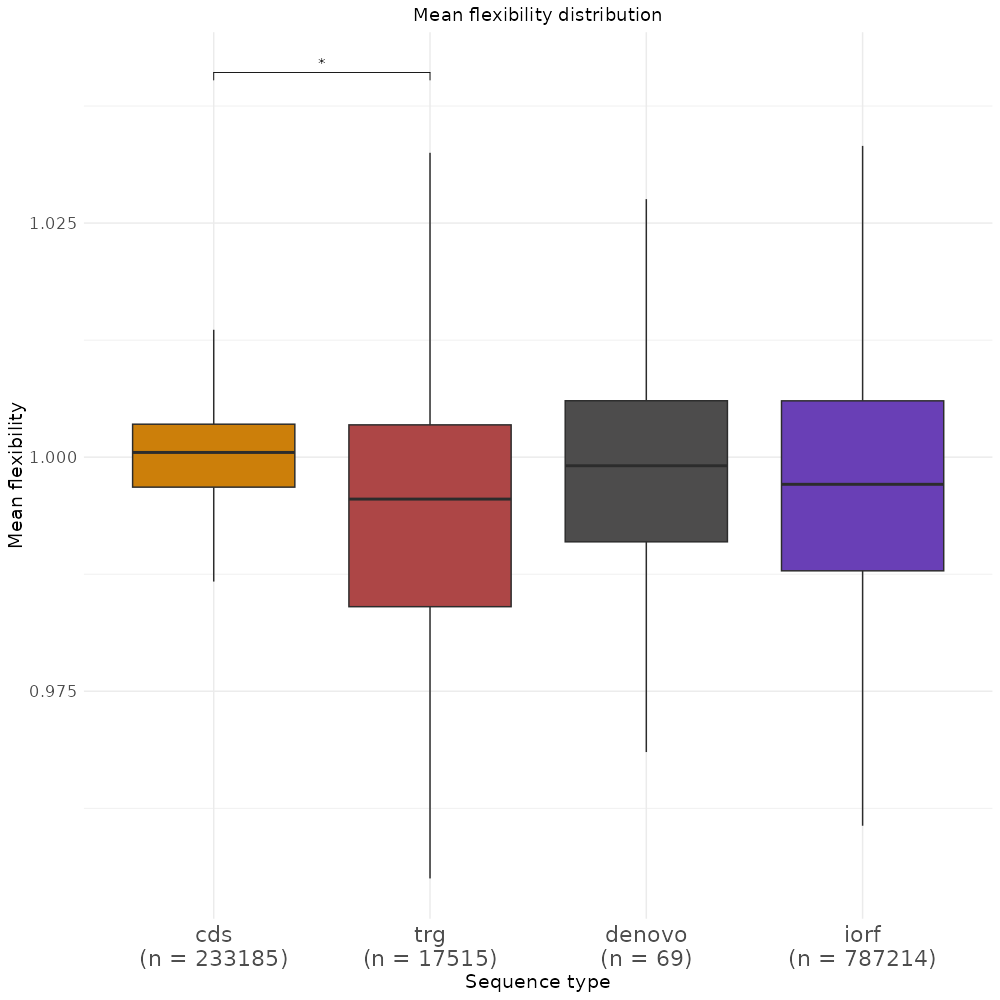 Mean flexibility distribution
*
1.025
1.000
0.975
Mean flexibility
cds
(n = 233185)
trg
(n = 17515)
denovo
(n = 69)
iorf
(n = 787214)
Sequence type